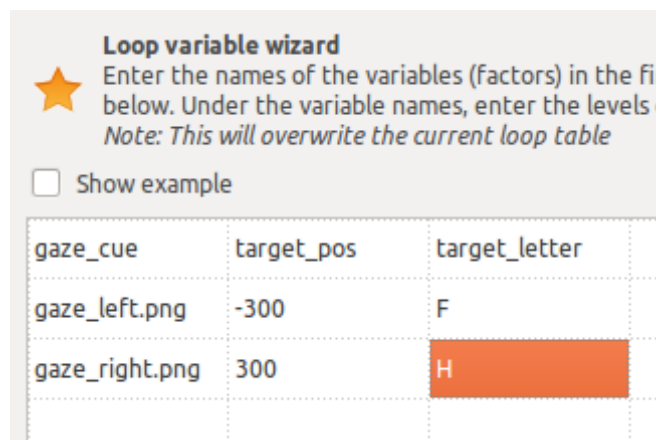 Loop variable wizard
Enter the names of the variables (factors) in the fi
below. Under the variable names, enter the levels
Note: This will overwrite the current loop table
Show example
gaze_cue target_pos target_letter
gaze_left.png -300 F
gaze_right.png 300 H